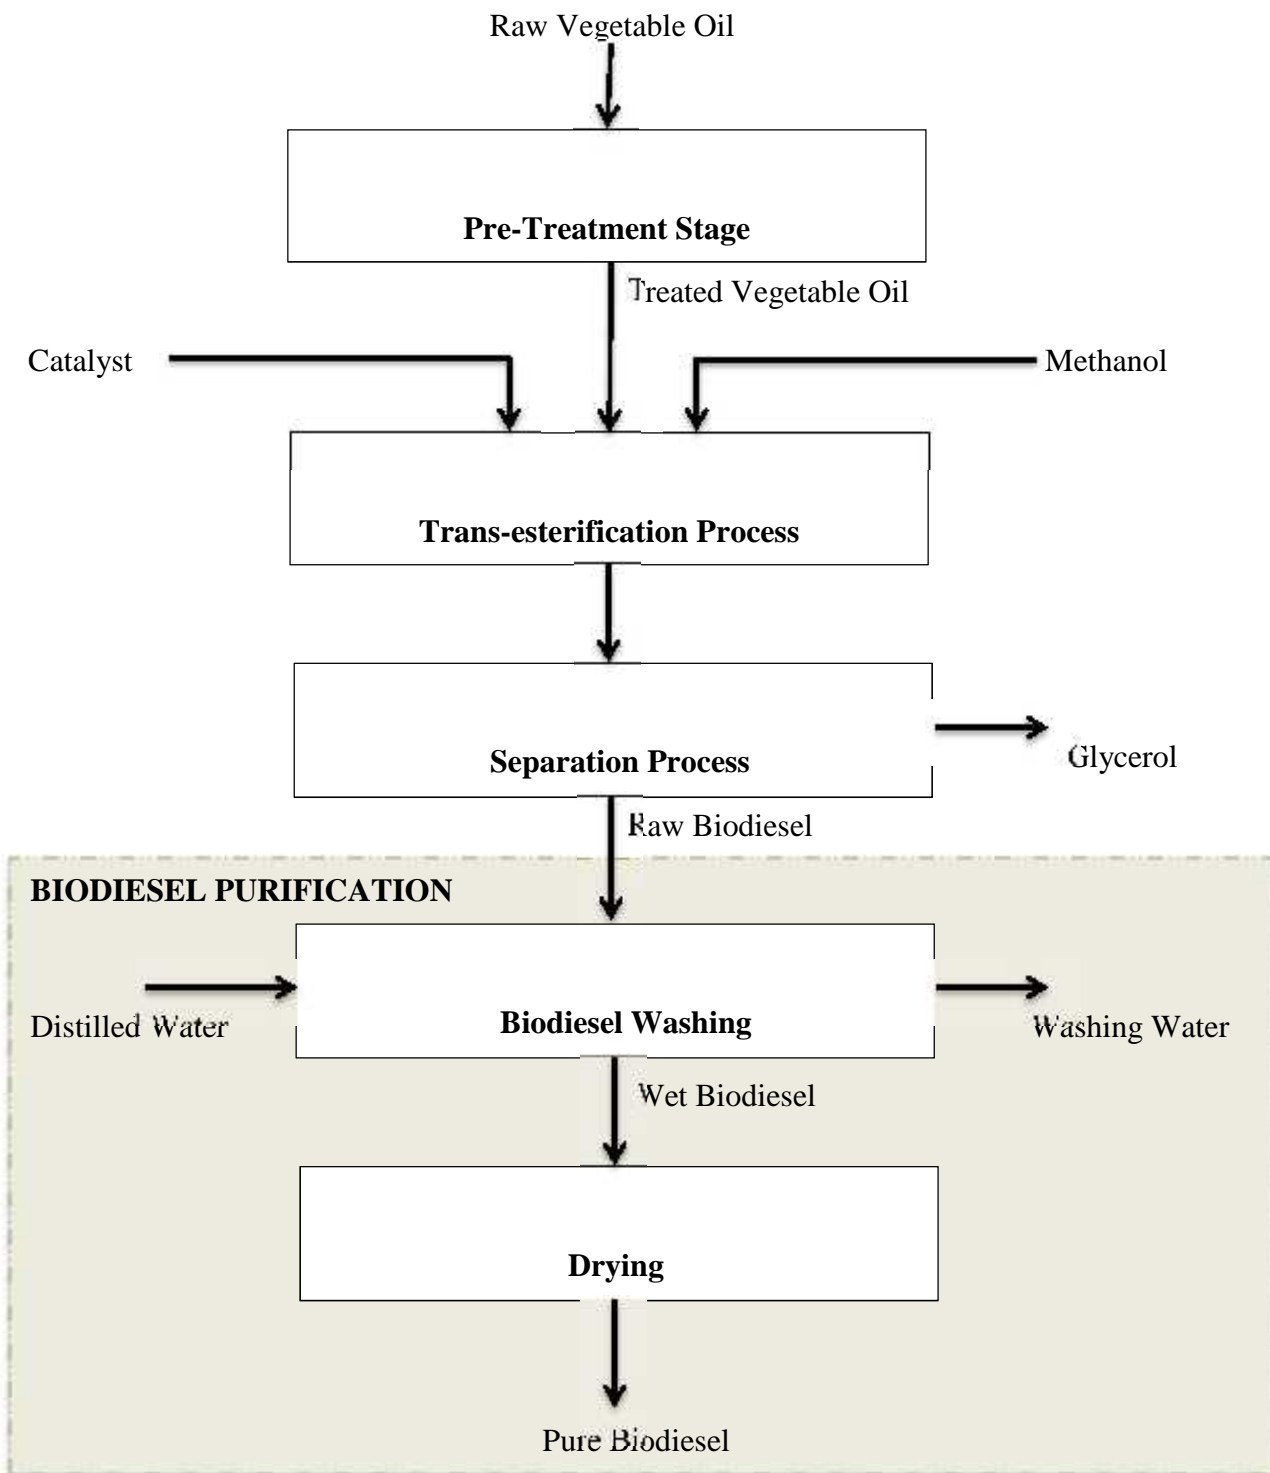 Raw Vegetable Oil
Pre-Treatment Stage
Treated Vegetable Oil
Catalyst
Methanol
Trans-esterification Process
Separation Process
Glycerol
Raw Biodiesel
BIODIESEL PURIFICATION
Distilled Water
Biodiesel Washing
Washing Water
Wet Biodiesel
Drying
Pure Biodiesel